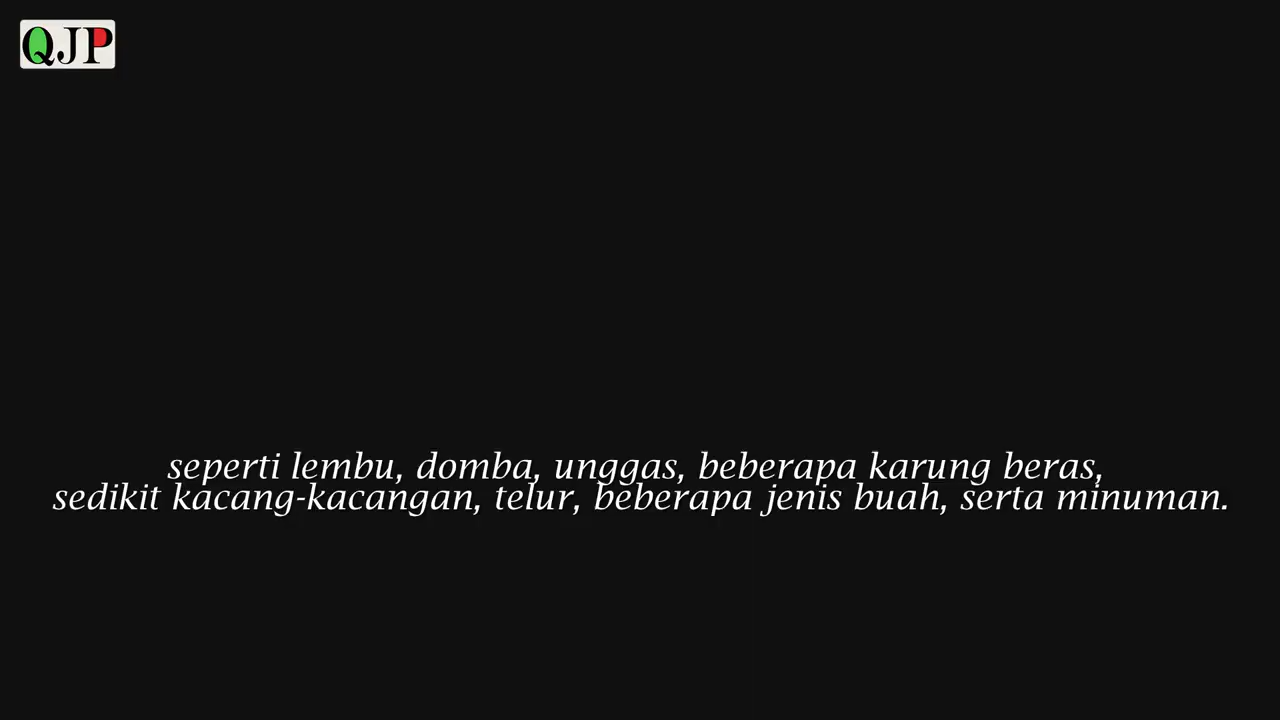 QJP
seperti lembu, domba, unggas, beberapa karung beras,
sedikit kacang-kacangan, telur, beberapa jenis buah, serta minuman.